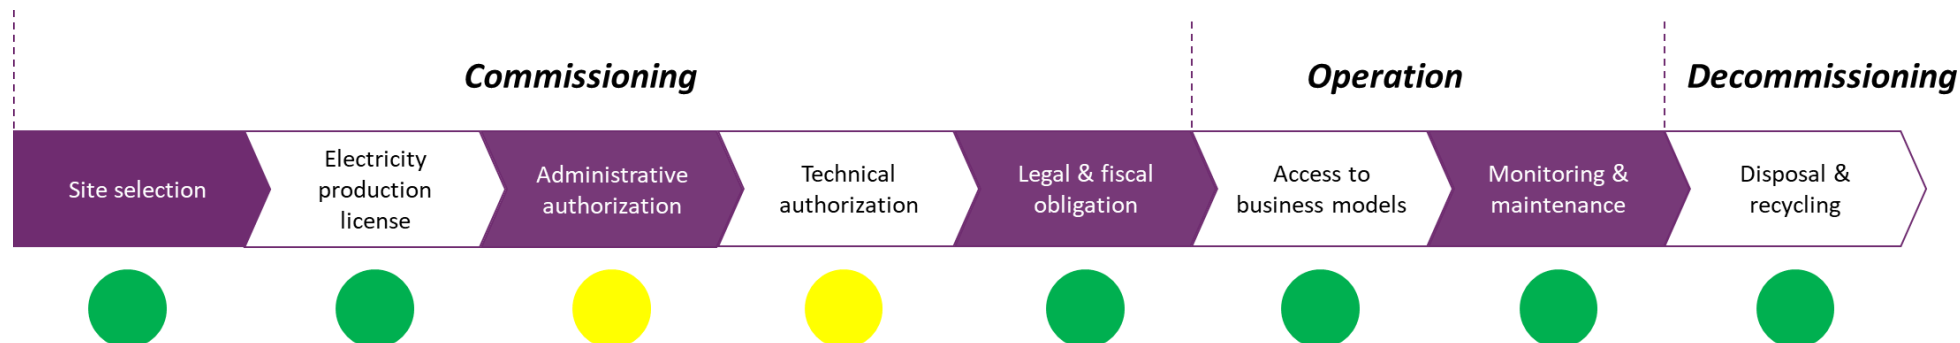 Commissioning
Operation
Decommissioning
Site selection
Electricity
production
license
Administrative
authorization
Technical
authorization
Legal & fiscal
obligation
Access to
business models
Monitoring &
maintenance
Disposal &
recycling